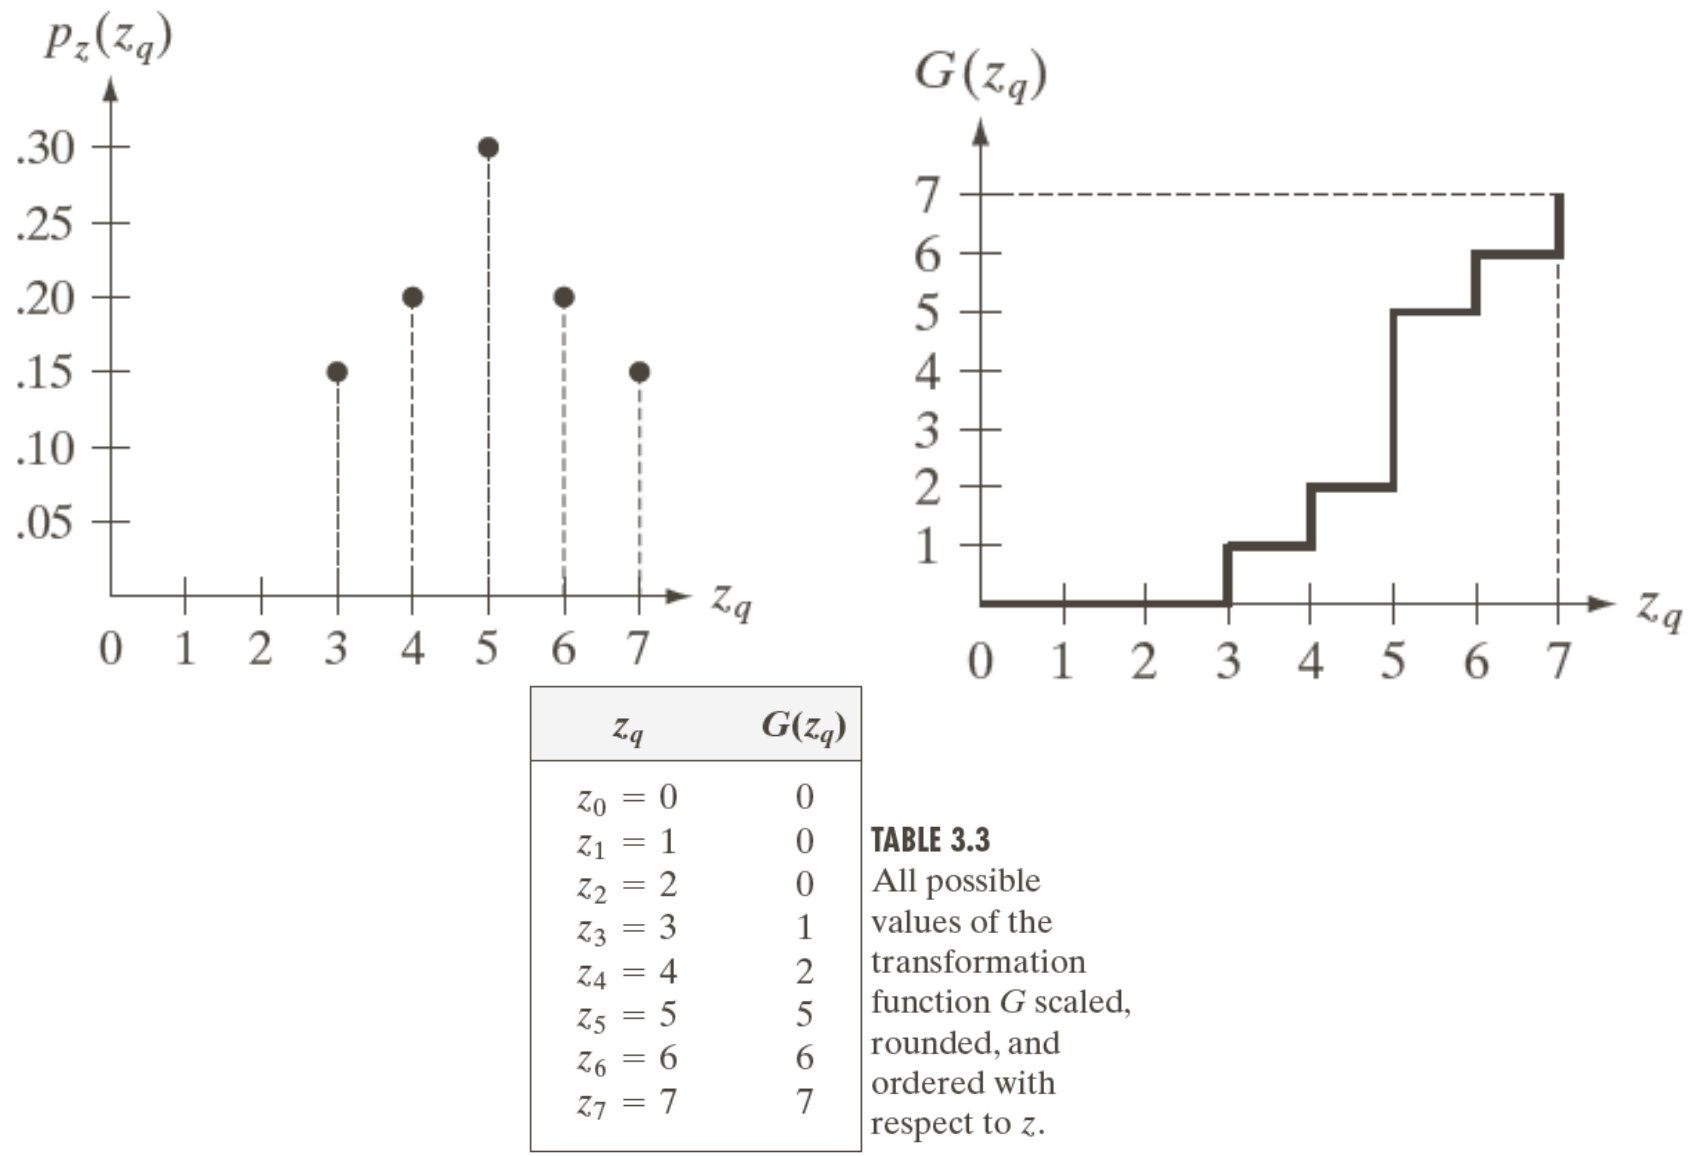 p_z(z_q)
.30
.25
.20
.15
.10
.05
0 1 2 3 4 5 6 7
z_q
G(z_q)
7
6
5
4
3
2
1
0 1 2 3 4 5 6 7
z_q
z_q G(z_q)
z_0 = 0 0
z_1 = 1 0
z_2 = 2 0
z_3 = 3 1
z_4 = 4 2
z_5 = 5 5
z_6 = 6 6
z_7 = 7 7
TABLE 3.3
All possible
values of the
transformation
function G scaled,
rounded, and
ordered with
respect to z.